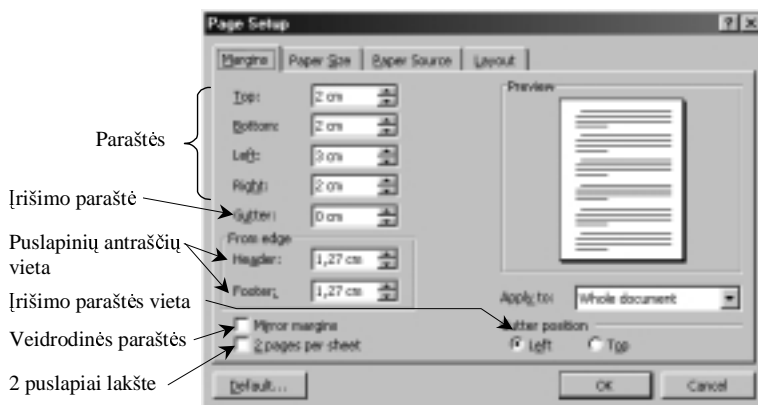 Page Setup
Margins Paper Size Paper Source Layout
Paraštės
Top: 2 cm
Bottom: 2 cm
Left: 3 cm
Right: 2 cm
Preview
Įrišimo paraštė
Gutter: 0 cm
Puslapinių antraščių
vieta
From edge
Header: 1,27 cm
Footer: 1,27 cm
Apply to: Whole document
Įrišimo paraštės vieta
Gutter position
Left Top
Veidrodinės paraštės
Mirror margins
2 puslapiai lakšte
2 pages per sheet
Default... OK Cancel